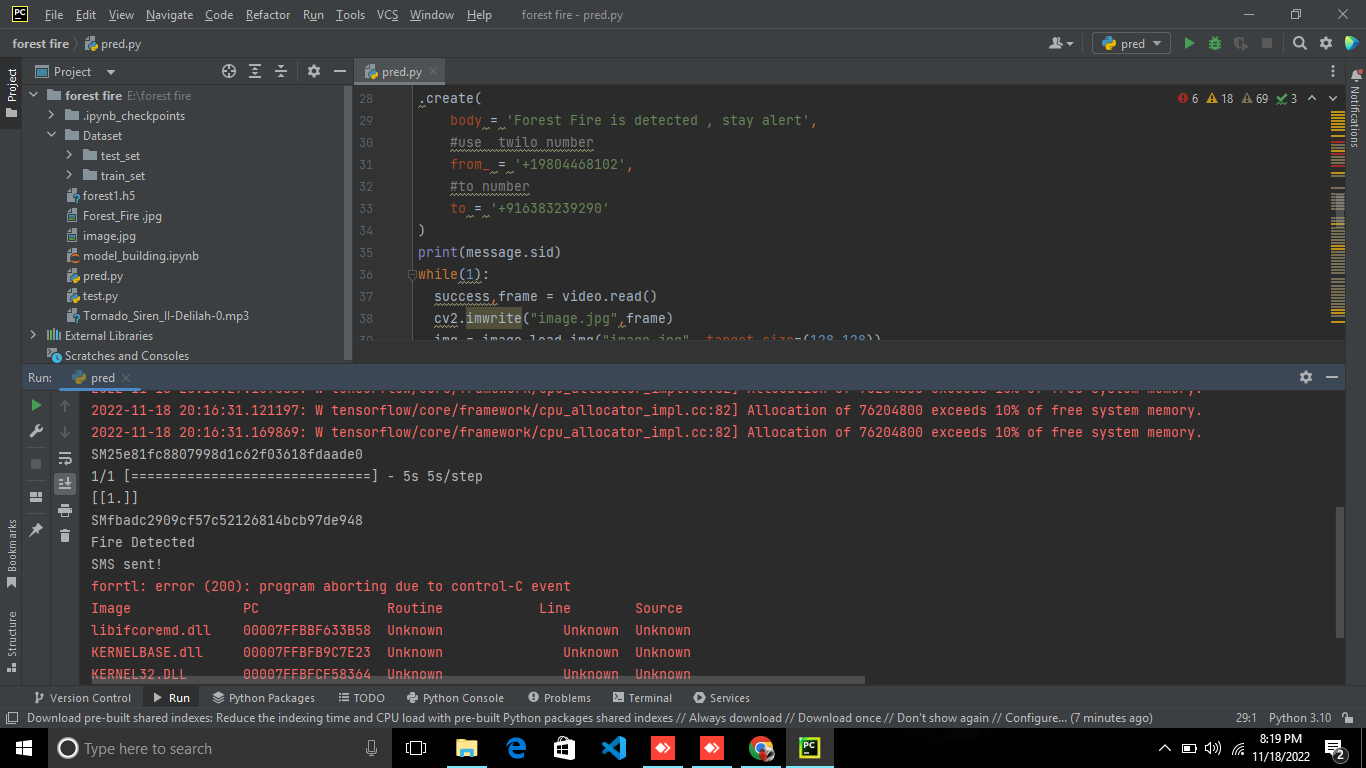 PC File Edit View Navigate Code Refactor Run Tools VCS Window Help forest fire - pred.py
forest fire pred.py pred
Project
Project
forest fire E:\forest fire
.ipynb_checkpoints
Dataset
test_set
train_set
forest1.h5
Forest_Fire .jpg
image.jpg
model_building.ipynb
pred.py
test.py
Tornado_Siren_II-Delilah-0.mp3
External Libraries
Scratches and Consoles
pred.py
6 18 69 3
28 .create(
29 body = 'Forest Fire is detected , stay alert',
30 #use twilo number
31 from_ = '+19804468102',
32 #to number
33 to = '+916383239290'
34 )
35 print(message.sid)
36 while(1):
37 success,frame = video.read()
38 cv2.imwrite("image.jpg",frame)
39 img = image.load_img("image.jpg", target_size=(128,128))
Notifications
Run: pred
2022-11-18 20:16:31.121197: W tensorflow/core/framework/cpu_allocator_impl.cc:82] Allocation of 76204800 exceeds 10% of free system memory.
2022-11-18 20:16:31.169869: W tensorflow/core/framework/cpu_allocator_impl.cc:82] Allocation of 76204800 exceeds 10% of free system memory.
SM25e81fc8807998d1c62f03618fdaade0
1/1 [==============================] - 5s 5s/step
[[1.]]
SMfbadc2909cf57c52126814bcb97de948
Fire Detected
SMS sent!
forrtl: error (200): program aborting due to control-C event
Image PC Routine Line Source
libifcoremd.dll 00007FFBBF633B58 Unknown Unknown Unknown
KERNELBASE.dll 00007FFBFB9C7E23 Unknown Unknown Unknown
KERNEL32.DLL 00007FFBFCF58364 Unknown Unknown Unknown
Bookmarks
Structure
Version Control Run Python Packages TODO Python Console Problems Terminal Services
Download pre-built shared indexes: Reduce the indexing time and CPU load with pre-built Python packages shared indexes // Always download // Download once // Don't show again // Configure... (7 minutes ago) 29:1 Python 3.10
Type here to search
PC
8:19 PM
11/18/2022
2